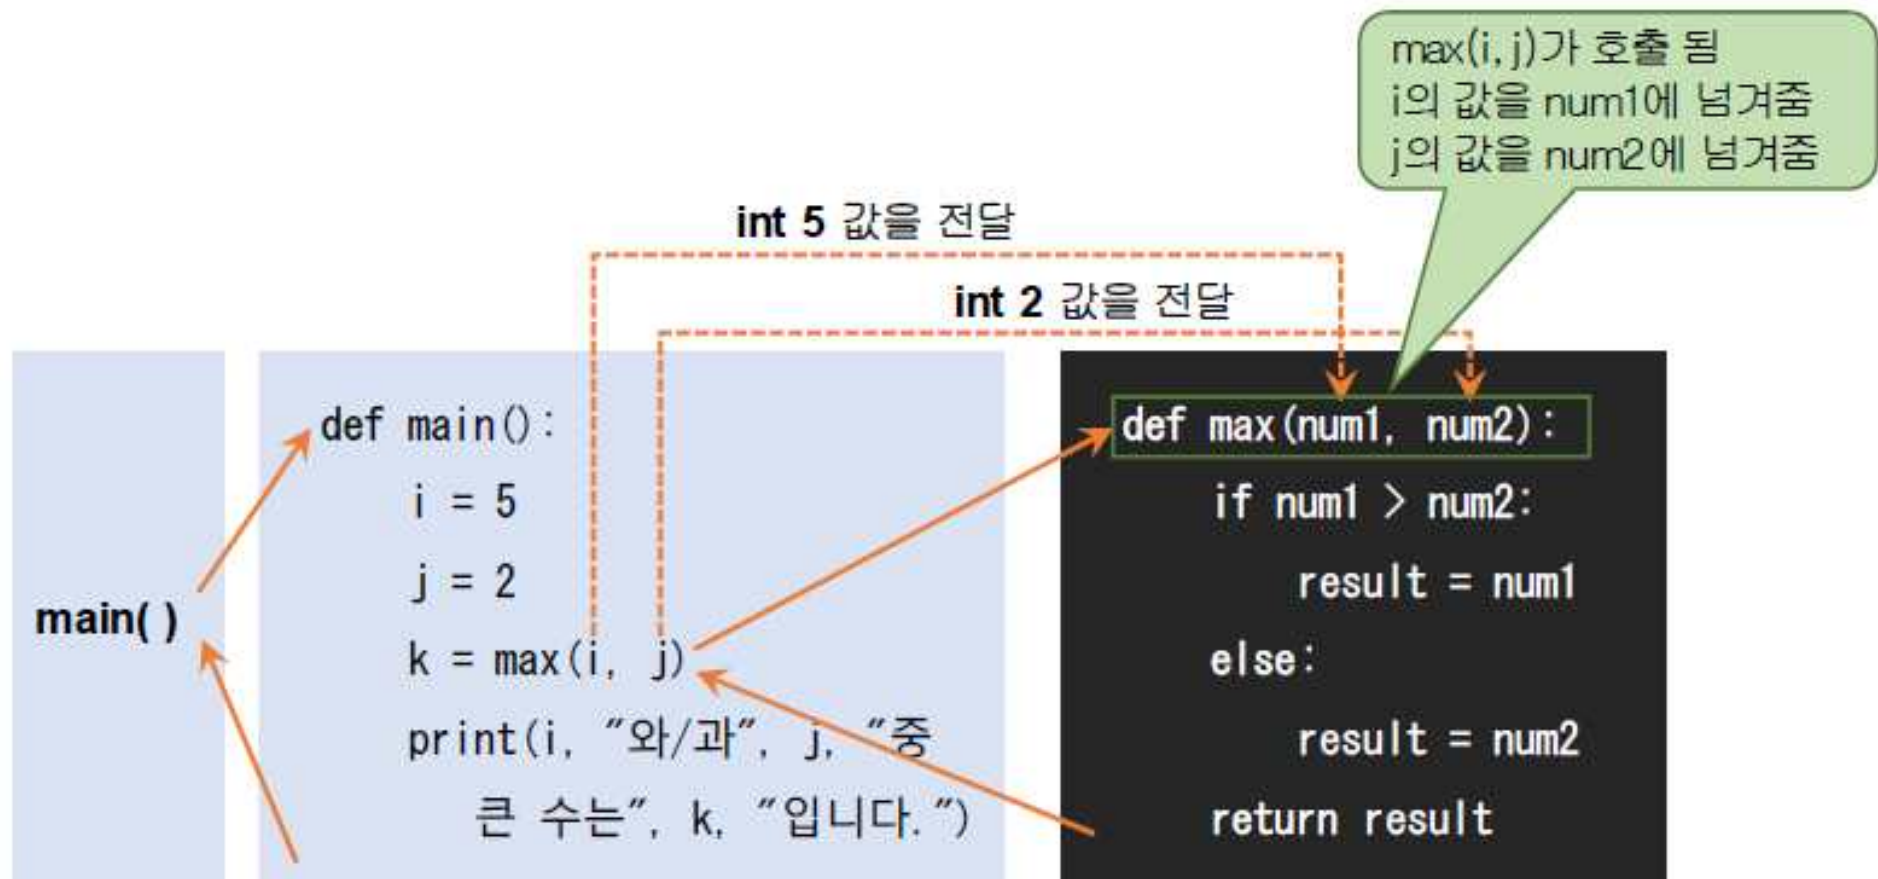 max(i, j)가 호출 됨
i의 값을 num1에 넘겨줌
j의 값을 num2에 넘겨줌
int 5 값을 전달
int 2 값을 전달
main( )
def main():
i = 5
j = 2
k = max(i, j)
print(i, "와/과", j, "중
큰 수는", k, "입니다.")
def max(num1, num2):
if num1 > num2:
result = num1
else:
result = num2
return result